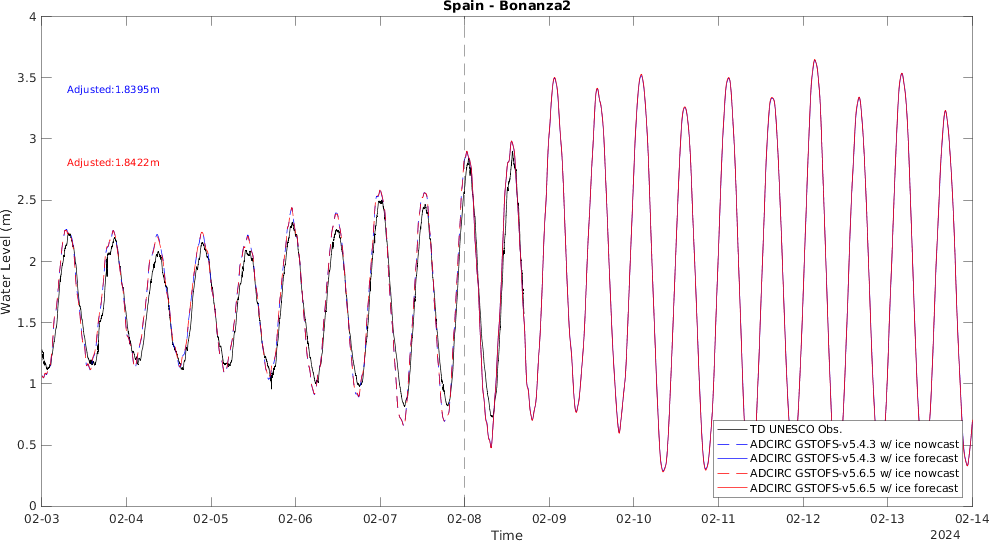 Spain - Bonanza2
4
3.5
3
2.5
2
1.5
1
0.5
0
Water Level (m)
Adjusted:1.8395m
Adjusted:1.8422m
TD UNESCO Obs.
ADCIRC GSTOFS-v5.4.3 w/ ice nowcast
ADCIRC GSTOFS-v5.4.3 w/ ice forecast
ADCIRC GSTOFS-v5.6.5 w/ ice nowcast
ADCIRC GSTOFS-v5.6.5 w/ ice forecast
02-03 02-04 02-05 02-06 02-07 02-08 02-09 02-10 02-11 02-12 02-13 02-14
Time
2024